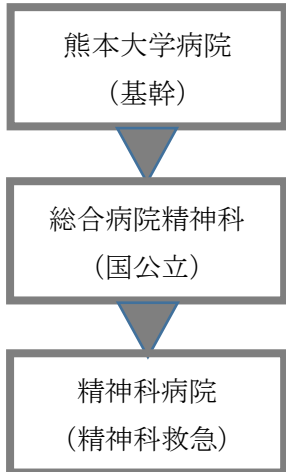 熊本大学病院
（基幹）
総合病院精神科
（国公立）
精神科病院
（精神科救急）